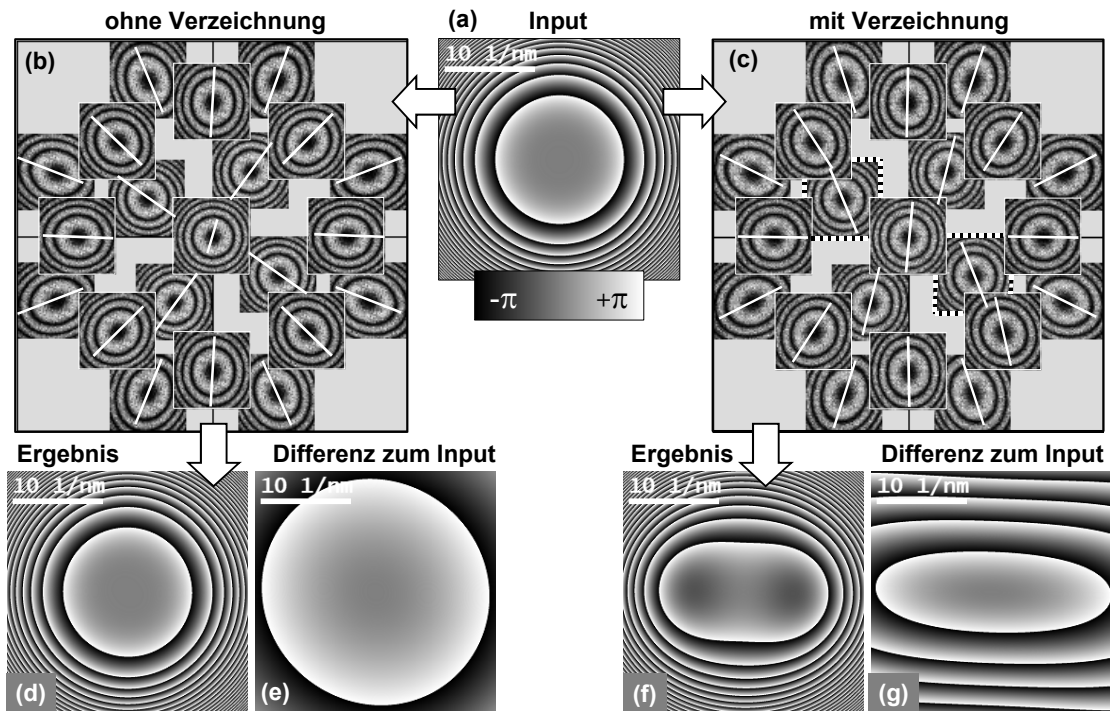 ohne Verzeichnung
(a)
Input
mit Verzeichnung
(b)
10 1/nm
(c)
-π
+π
Ergebnis
Differenz zum Input
Ergebnis
Differenz zum Input
10 1/nm
10 1/nm
10 1/nm
10 1/nm
(d)
(e)
(f)
(g)